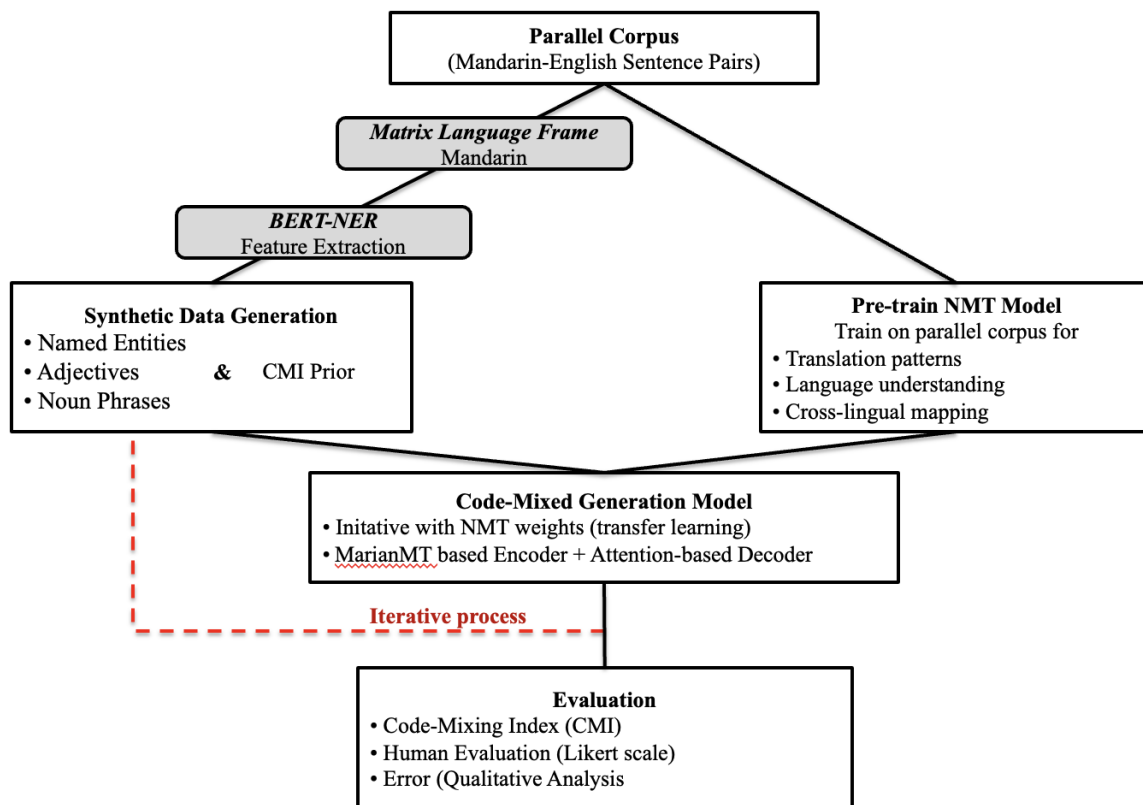 Parallel Corpus
(Mandarin-English Sentence Pairs)
Matrix Language Frame
Mandarin
BERT-NER
Feature Extraction
Synthetic Data Generation
• Named Entities
• Adjectives & CMI Prior
• Noun Phrases
Pre-train NMT Model
Train on parallel corpus for
• Translation patterns
• Language understanding
• Cross-lingual mapping
Code-Mixed Generation Model
• Initative with NMT weights (transfer learning)
• MarianMT based Encoder + Attention-based Decoder
Iterative process
Evaluation
• Code-Mixing Index (CMI)
• Human Evaluation (Likert scale)
• Error (Qualitative Analysis